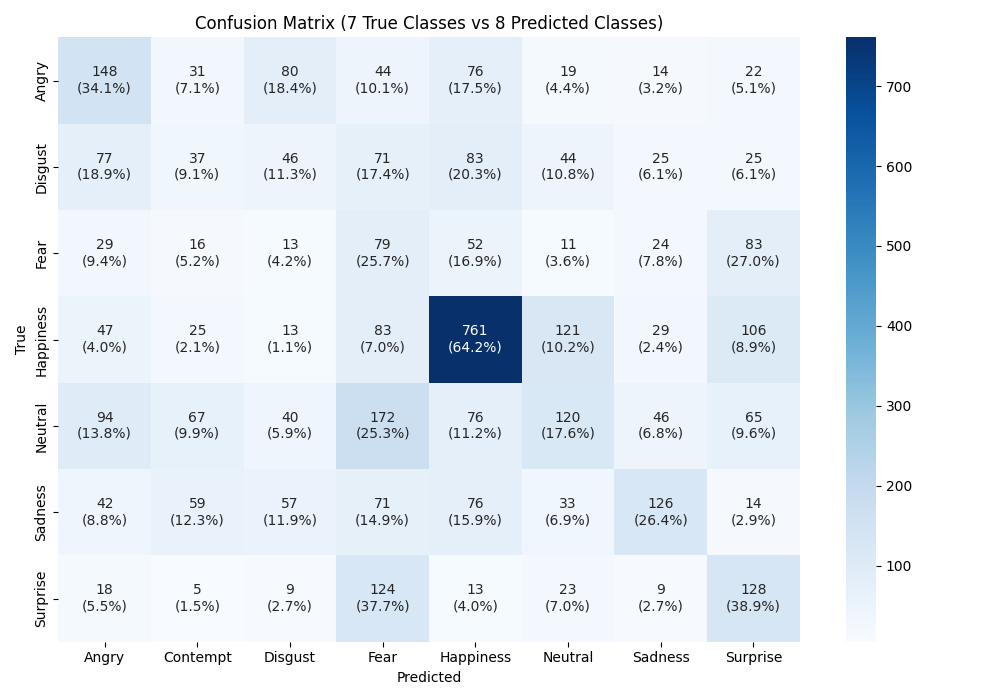 Confusion Matrix (7 True Classes vs 8 Predicted Classes)
True
Angry
148 31 80 44 76 19 14 22
(34.1%) (7.1%) (18.4%) (10.1%) (17.5%) (4.4%) (3.2%) (5.1%)
Disgust
77 37 46 71 83 44 25 25
(18.9%) (9.1%) (11.3%) (17.4%) (20.3%) (10.8%) (6.1%) (6.1%)
Fear
29 16 13 79 52 11 24 83
(9.4%) (5.2%) (4.2%) (25.7%) (16.9%) (3.6%) (7.8%) (27.0%)
Happiness
47 25 13 83 761 121 29 106
(4.0%) (2.1%) (1.1%) (7.0%) (64.2%) (10.2%) (2.4%) (8.9%)
Neutral
94 67 40 172 76 120 46 65
(13.8%) (9.9%) (5.9%) (25.3%) (11.2%) (17.6%) (6.8%) (9.6%)
Sadness
42 59 57 71 76 33 126 14
(8.8%) (12.3%) (11.9%) (14.9%) (15.9%) (6.9%) (26.4%) (2.9%)
Surprise
18 5 9 124 13 23 9 128
(5.5%) (1.5%) (2.7%) (37.7%) (4.0%) (7.0%) (2.7%) (38.9%)
Angry Contempt Disgust Fear Happiness Neutral Sadness Surprise
Predicted
700
600
500
400
300
200
100